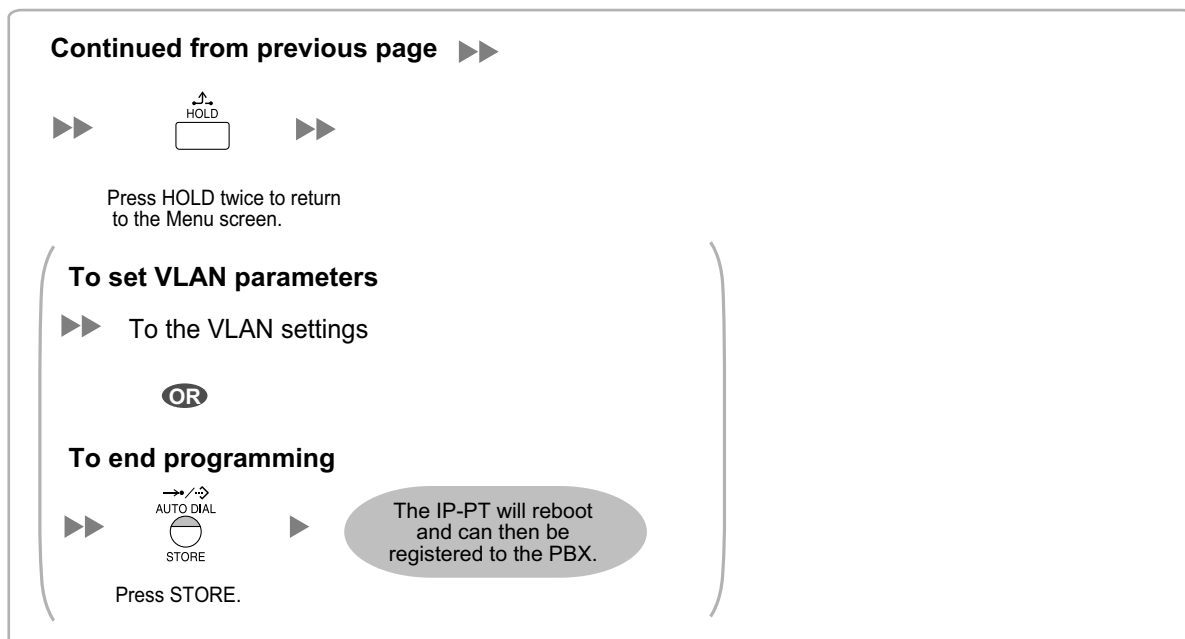 Continued from previous page
HOLD
Press HOLD twice to return
to the Menu screen.
To set VLAN parameters
To the VLAN settings
OR
To end programming
AUTO DIAL
STORE
Press STORE.
The IP-PT will reboot
and can then be
registered to the PBX.